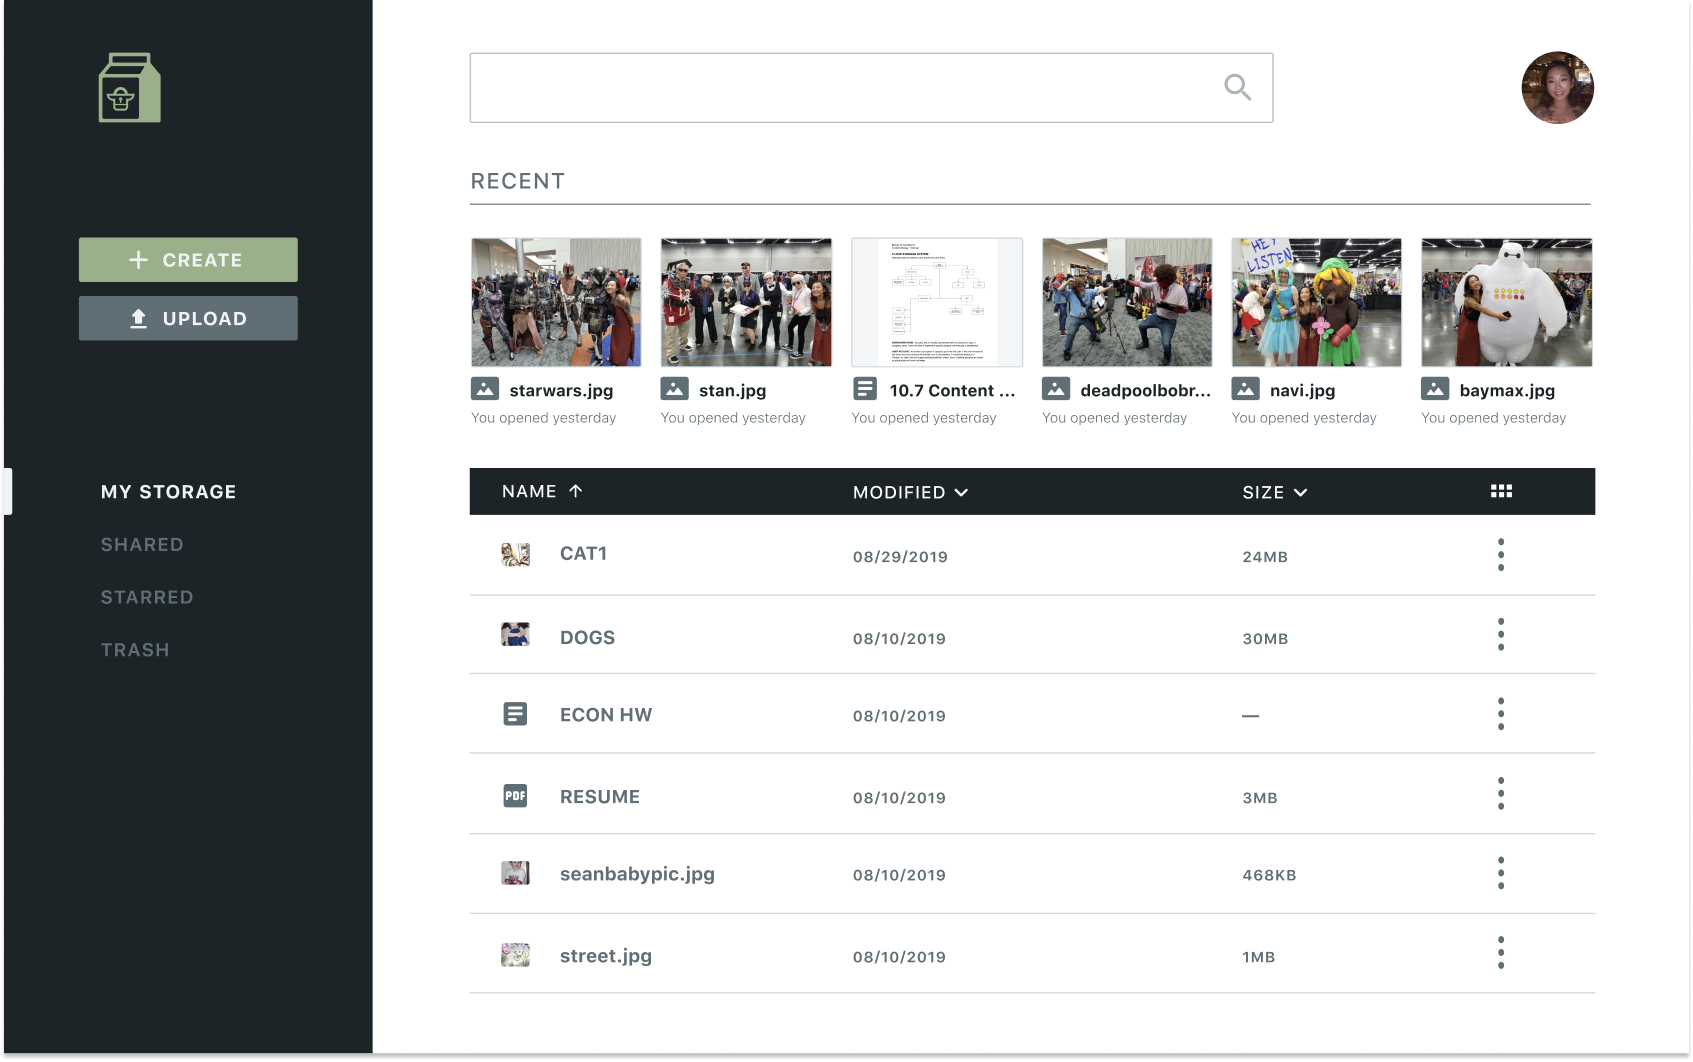 CREATE
UPLOAD
MY STORAGE
SHARED
STARRED
TRASH
RECENT
HEY
LISTEN
starwars.jpg
stan.jpg
10.7 Content ...
deadpoolbobr...
navi.jpg
baymax.jpg
You opened yesterday
You opened yesterday
You opened yesterday
You opened yesterday
You opened yesterday
You opened yesterday
NAME MODIFIED SIZE
CAT1 08/29/2019 24MB
DOGS 08/10/2019 30MB
ECON HW 08/10/2019 —
PDF RESUME 08/10/2019 3MB
seanbabypic.jpg 08/10/2019 468KB
street.jpg 08/10/2019 1MB